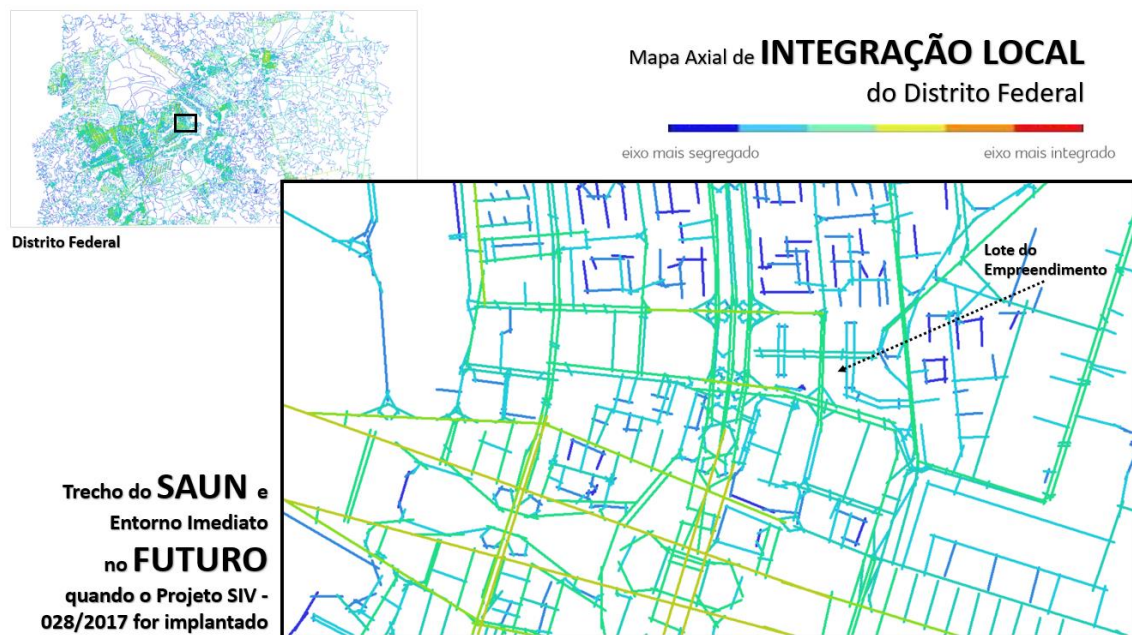 Mapa Axial de INTEGRAÇÃO LOCAL
do Distrito Federal
eixo mais segregado
eixo mais integrado
Distrito Federal
Lote do
Empreendimento
Trecho do SAUN e
Entorno Imediato
no FUTURO
quando o Projeto SIV -
028/2017 for implantado